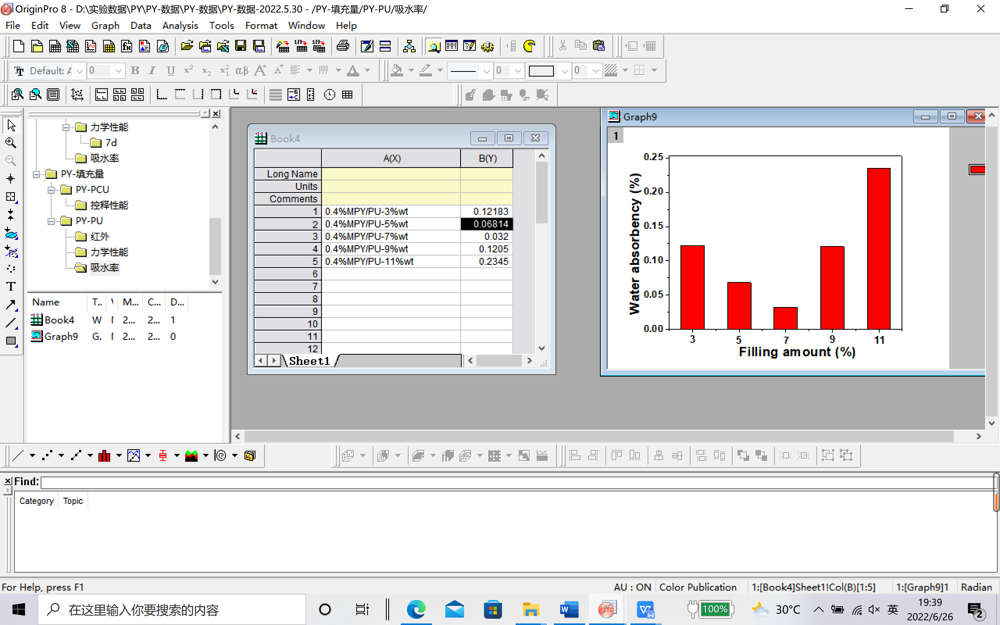 OriginPro 8 - D:\实验数据\PY\PY-数据\PY-数据\PY-数据-2022.5.30 - /PY-填充量/PY-PU/吸水率/
File Edit View Graph Data Analysis Tools Format Window Help
Default: A 0 B I U x² x₂ αβ A A A 0 0
力学性能
7d
吸水率
PY-填充量
PY-PCU
控释性能
PY-PU
红外
力学性能
吸水率
Name T.. M... C... D...
Book4 W 2... 2... 1
Graph9 G. 2... 2... 0
Book4
A(X) B(Y)
Long Name
Units
Comments
1 0.4%MPY/PU-3%wt 0.12183
2 0.4%MPY/PU-5%wt 0.06814
3 0.4%MPY/PU-7%wt 0.032
4 0.4%MPY/PU-9%wt 0.1205
5 0.4%MPY/PU-11%wt 0.2345
6
7
8
9
10
11
12
Sheet1
Graph9
1
0.25
0.20
0.15
0.10
0.05
0.00
Water absorbency (%)
3 5 7 9 11
Filling amount (%)
Find:
Category Topic
For Help, press F1
AU : ON Color Publication 1:[Book4]Sheet1!Col(B)[1:5] 1:[Graph9]1 Radian
在这里输入你要搜索的内容
100% 30°C 英 19:39
2022/6/26
2